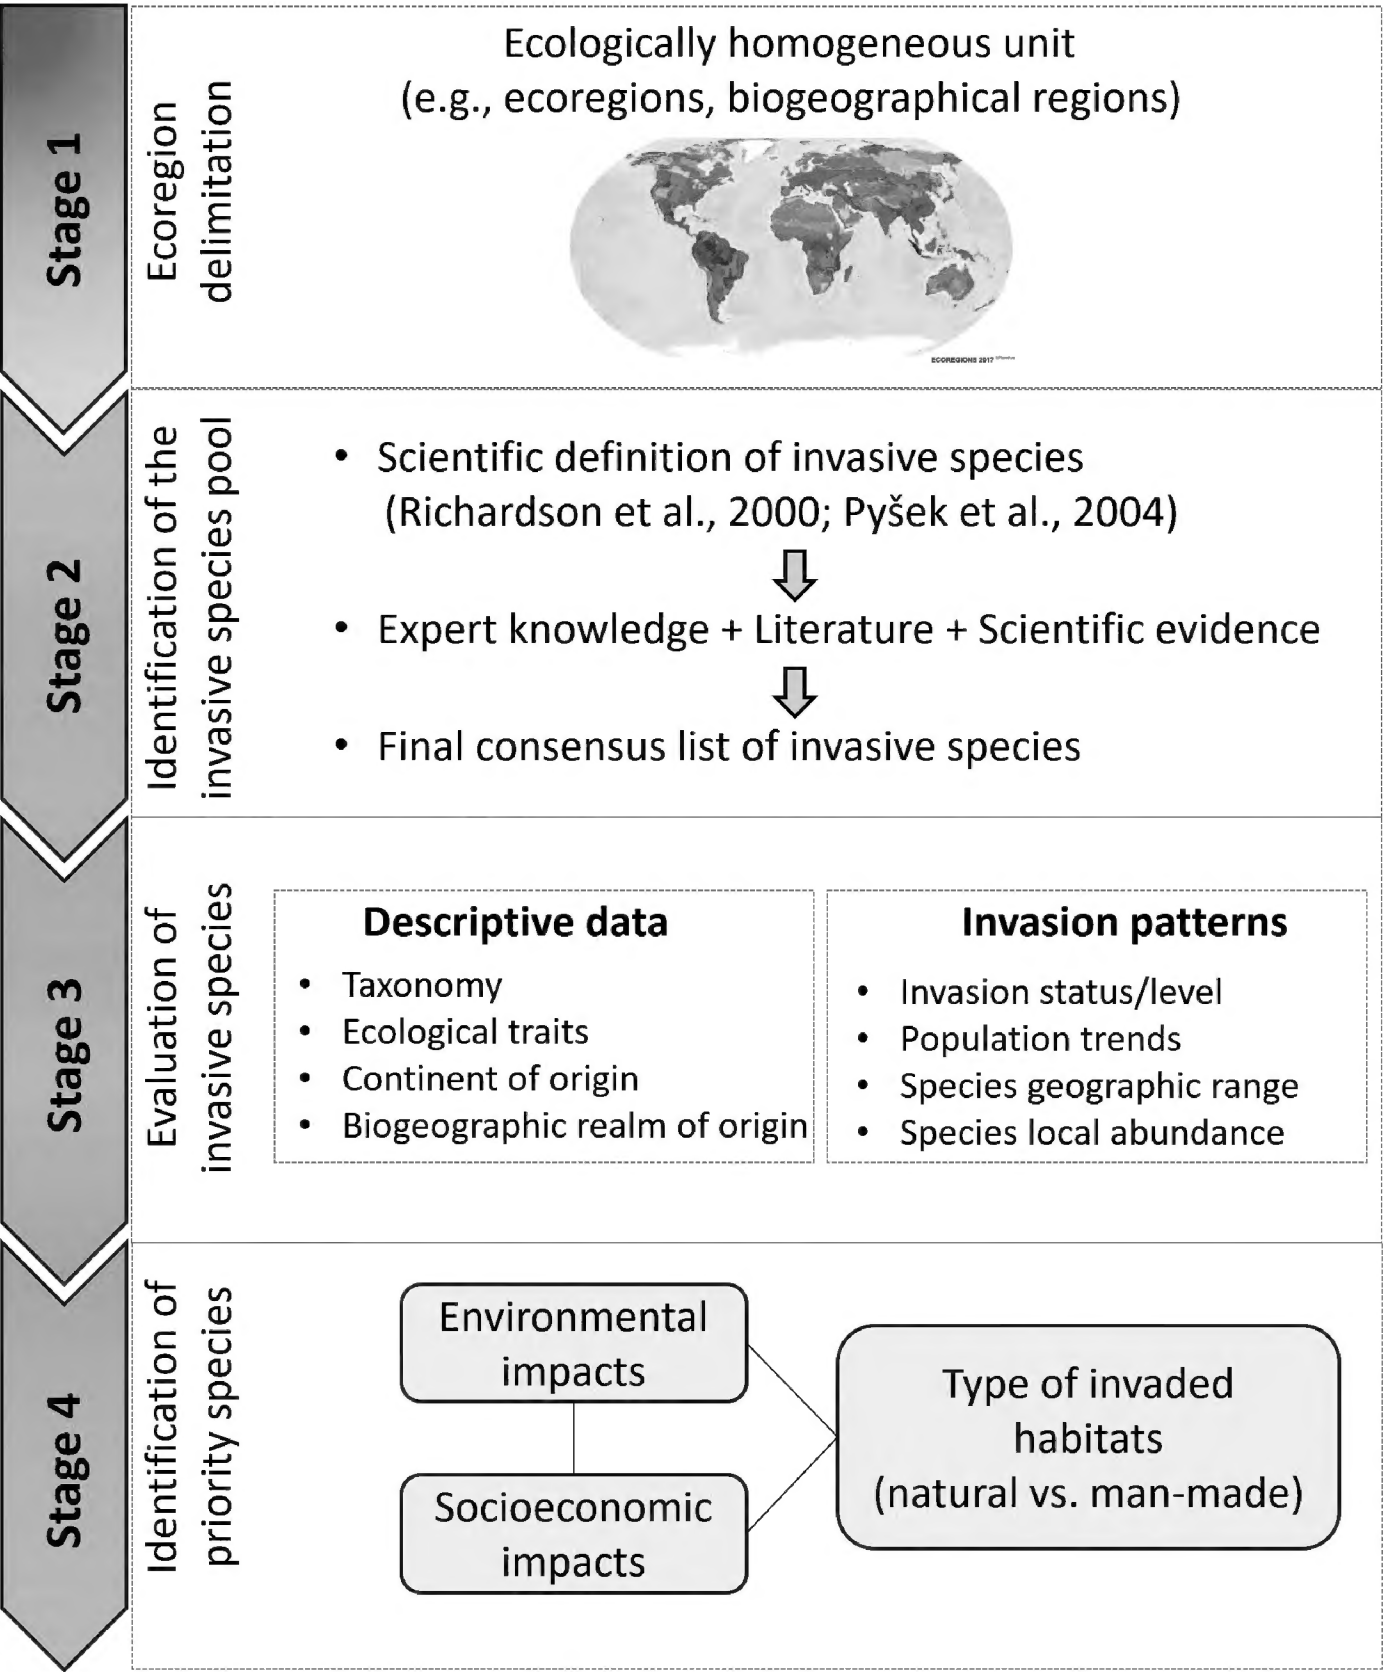 Stage 1
Ecoregion
delimitation
Ecologically homogeneous unit
(e.g., ecoregions, biogeographical regions)
ECOREGIONS 2017
Stage 2
Identification of the
invasive species pool
• Scientific definition of invasive species
(Richardson et al., 2000; Pyšek et al., 2004)
• Expert knowledge + Literature + Scientific evidence
• Final consensus list of invasive species
Stage 3
Evaluation of
invasive species
Descriptive data
• Taxonomy
• Ecological traits
• Continent of origin
• Biogeographic realm of origin
Invasion patterns
• Invasion status/level
• Population trends
• Species geographic range
• Species local abundance
Stage 4
Identification of
priority species
Environmental
impacts
Socioeconomic
impacts
Type of invaded
habitats
(natural vs. man-made)